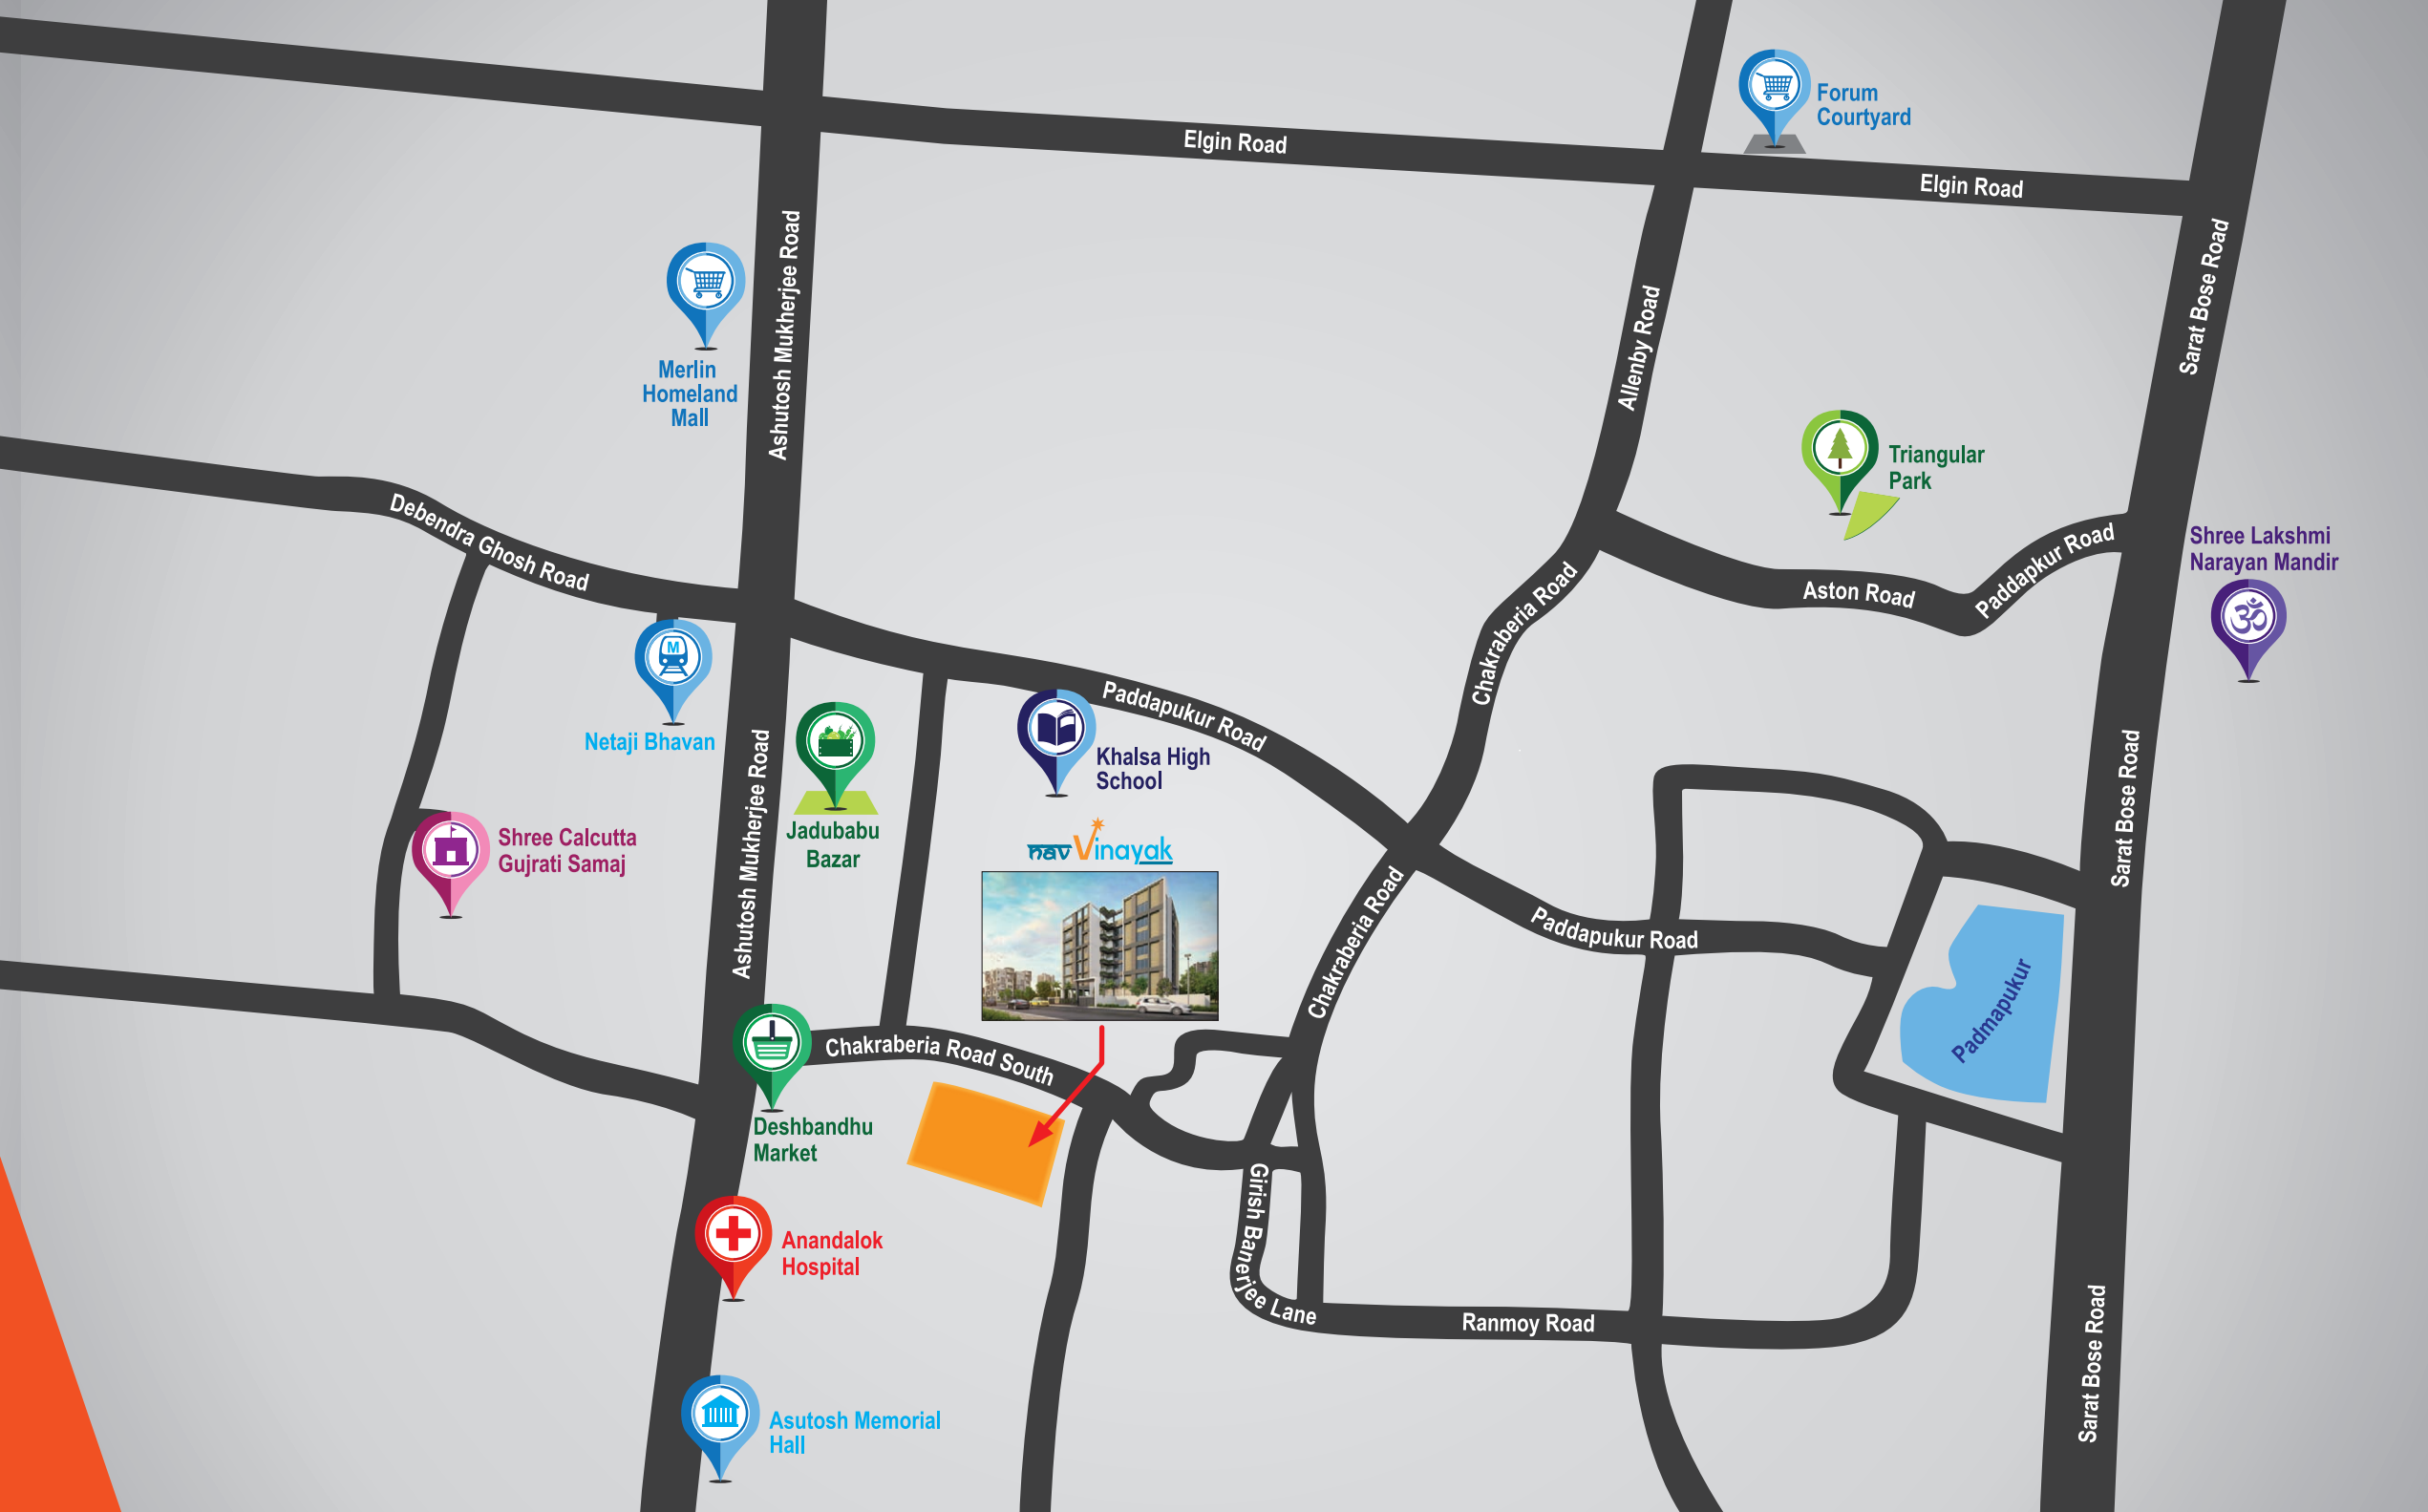 Elgin Road
Forum
Courtyard
Elgin Road
Ashutosh Mukherjee Road
Sarat Bose Road
Merlin
Homeland
Mall
Allenby Road
Triangular
Park
Debendra Ghosh Road
Shree Lakshmi
Narayan Mandir
Paddapkur Road
Aston Road
Chakraberia Road
M
Netaji Bhavan
Paddapukur Road
Khalsa High
School
Ashutosh Mukherjee Road
Sarat Bose Road
Jadubabu
Bazar
Shree Calcutta
Gujrati Samaj
nav Vinayak
Chakraberia Road
Paddapukur Road
Padmapukur
Chakraberia Road South
Deshbandhu
Market
Girish Banerjee Lane
Anandalok
Hospital
Ranmoy Road
Sarat Bose Road
Asutosh Memorial
Hall
ॐ